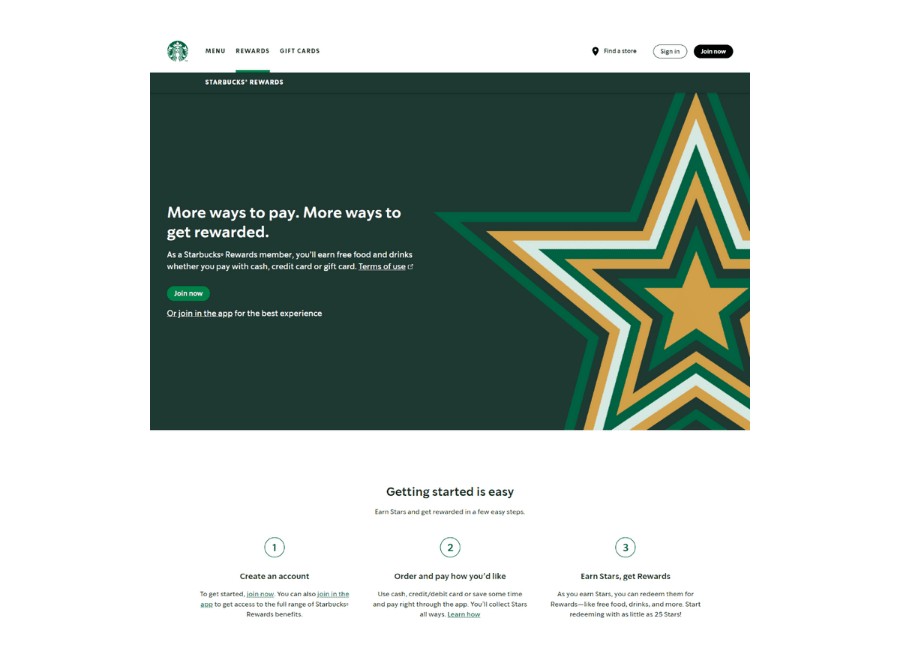 MENU REWARDS GIFT CARDS Find a store Sign in Join now
STARBUCKS® REWARDS
More ways to pay. More ways to
get rewarded.
As a Starbucks® Rewards member, you'll earn free food and drinks
whether you pay with cash, credit card or gift card. Terms of use
Join now
Or join in the app for the best experience
Getting started is easy
Earn Stars and get rewarded in a few easy steps.
1
Create an account
To get started, join now. You can also join in the
app to get access to the full range of Starbucks®
Rewards benefits.
2
Order and pay how you'd like
Use cash, credit/debit card or save some time
and pay right through the app. You'll collect Stars
all ways. Learn how
3
Earn Stars, get Rewards
As you earn Stars, you can redeem them for
Rewards—like free food, drinks, and more. Start
redeeming with as little as 25 Stars!